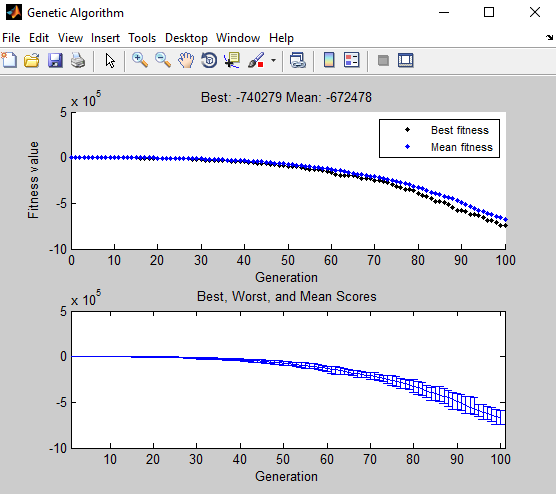 Genetic Algorithm
File Edit View Insert Tools Desktop Window Help
x 10^5
Best: -740279 Mean: -672478
5
Best fitness
Mean fitness
0
Fitness value
-5
-10
0 10 20 30 40 50 60 70 80 90 100
Generation
x 10^5
Best, Worst, and Mean Scores
5
0
-5
-10
10 20 30 40 50 60 70 80 90 100
Generation